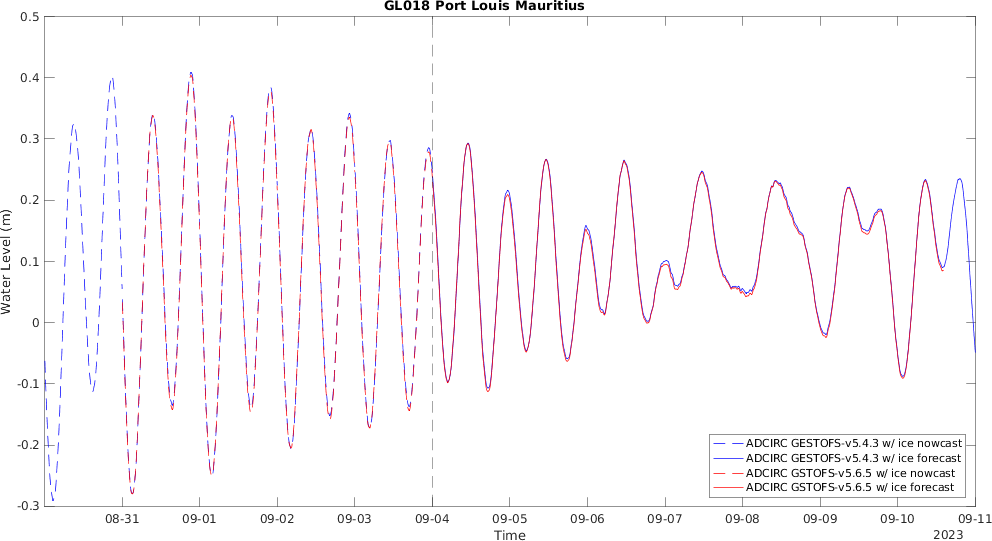 GL018 Port Louis Mauritius
0.5
0.4
0.3
0.2
0.1
0
-0.1
-0.2
-0.3
Water Level (m)
ADCIRC GESTOFS-v5.4.3 w/ ice nowcast
ADCIRC GESTOFS-v5.4.3 w/ ice forecast
ADCIRC GSTOFS-v5.6.5 w/ ice nowcast
ADCIRC GSTOFS-v5.6.5 w/ ice forecast
08-31 09-01 09-02 09-03 09-04 09-05 09-06 09-07 09-08 09-09 09-10 09-11
Time
2023